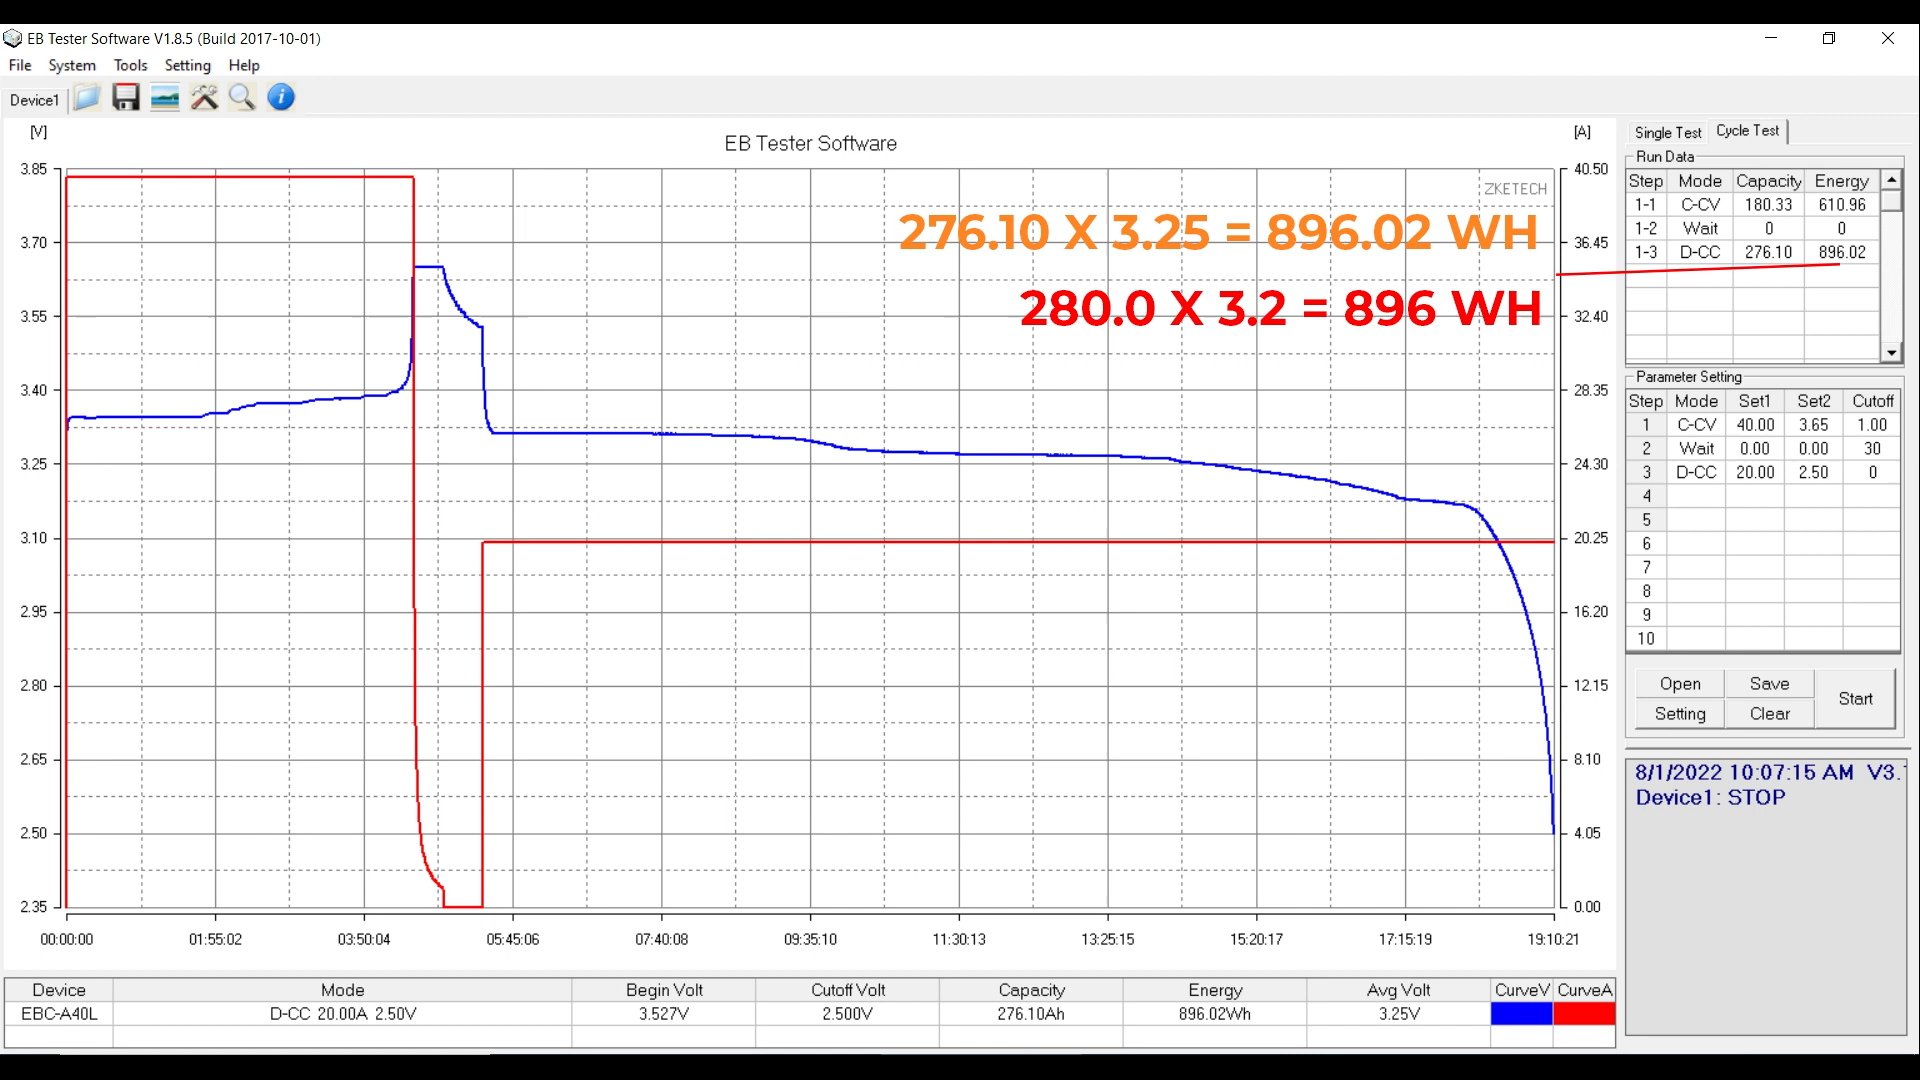 EB Tester Software V1.8.5 (Build 2017-10-01)
File System Tools Setting Help
Device1
[V]
EB Tester Software
[A]
ZKETECH
276.10 X 3.25 = 896.02 WH
280.0 X 3.2 = 896 WH
3.85
3.70
3.55
3.40
3.25
3.10
2.95
2.80
2.65
2.50
2.35
40.50
36.45
32.40
28.35
24.30
20.25
16.20
12.15
8.10
4.05
0.00
00:00:00 01:55:02 03:50:04 05:45:06 07:40:08 09:35:10 11:30:13 13:25:15 15:20:17 17:15:19 19:10:21
Single Test Cycle Test
Run Data
Step Mode Capacity Energy
1-1 C-CV 180.33 610.96
1-2 Wait 0 0
1-3 D-CC 276.10 896.02
Parameter Setting
Step Mode Set1 Set2 Cutoff
1 C-CV 40.00 3.65 1.00
2 Wait 0.00 0.00 30
3 D-CC 20.00 2.50 0
4
5
6
7
8
9
10
Open Save Start
Setting Clear
8/1/2022 10:07:15 AM V3.
Device1: STOP
Device Mode Begin Volt Cutoff Volt Capacity Energy Avg Volt CurveV CurveA
EBC-A40L D-CC 20.00A 2.50V 3.527V 2.500V 276.10Ah 896.02Wh 3.25V